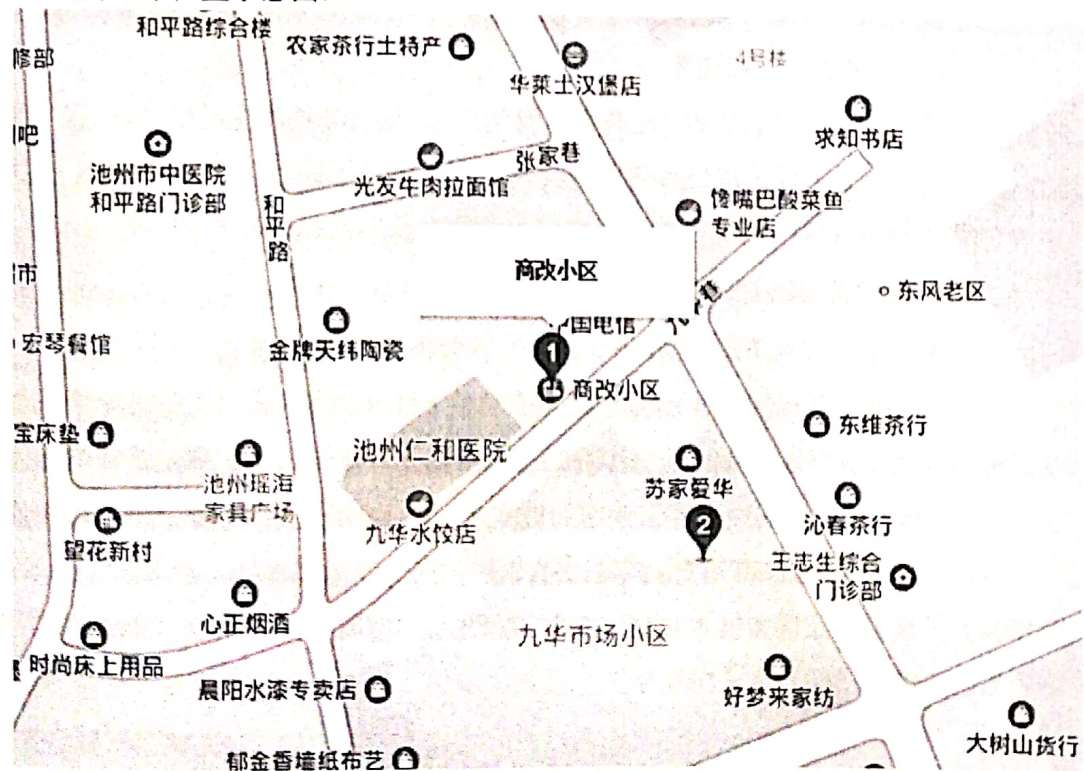 和平路综合楼
农家茶行土特产
华莱士汉堡店
4号楼
修部
求知书店
吧
池州市中医院
和平路门诊部
光友牛肉拉面馆
张家巷
馋嘴巴酸菜鱼
专业店
和平路
商改小区
市
东风老区
巷
国电信
宏琴餐馆
金牌天纬陶瓷
1
商改小区
宝床垫
池州仁和医院
东维茶行
池州瑶海
家具广场
苏家爱华
沁春茶行
望花新村
九华水饺店
2
王志生综合
门诊部
心正烟酒
九华市场小区
时尚床上用品
晨阳水漆专卖店
好梦来家纺
大树山货行
郁金香墙纸布艺